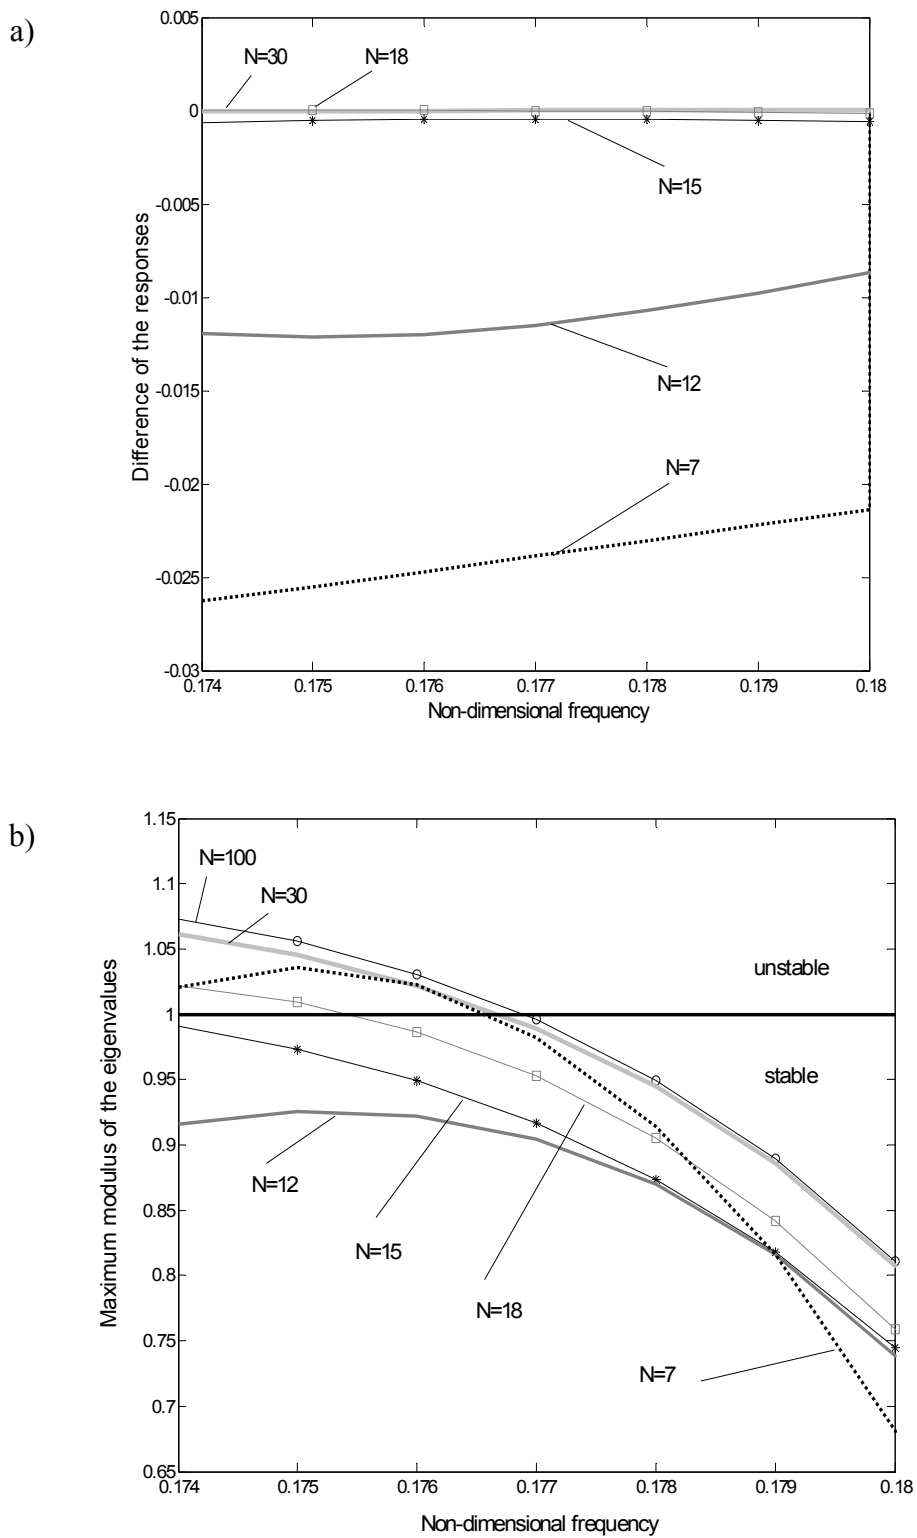 a)
0.005
N=30
N=18
0
N=15
-0.005
Difference of the responses
-0.01
N=12
-0.015
N=7
-0.02
-0.025
-0.03
0.174 0.175 0.176 0.177 0.178 0.179 0.18
Non-dimensional frequency
b)
1.15
N=100
1.1
N=30
1.05
unstable
Maximum modulus of the eigenvalues
1
stable
0.95
0.9
N=12
0.85
N=15
0.8
N=18
0.75
N=7
0.7
0.65
0.174 0.175 0.176 0.177 0.178 0.179 0.18
Non-dimensional frequency